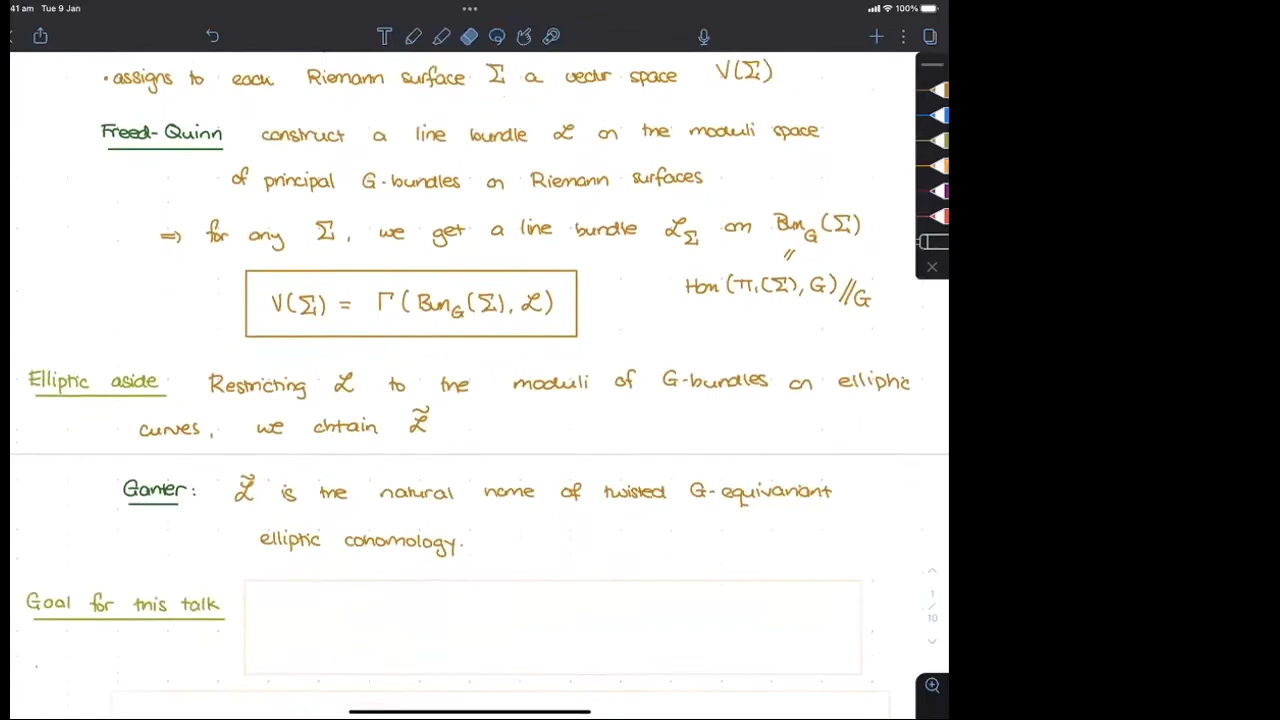 41 am Tue 9 Jan
100%
• assigns to each Riemann surface Σ a vector space V(Σ)
Freed-Quinn construct a line bundle ℒ on the moduli space
of principal G-bundles on Riemann surfaces
⇒ for any Σ, we get a line bundle ℒ_Σ on Bun_G(Σ)
=
Hom (π₁(Σ), G)//G
V(Σ) = Γ(Bun_G(Σ), ℒ)
Elliptic aside Restricting ℒ to the moduli of G-bundles on elliptic
curves, we obtain ℒ̃
Ganter: ℒ̃ is the natural home of twisted G-equivariant
elliptic cohomology.
Goal for this talk
1
/
10